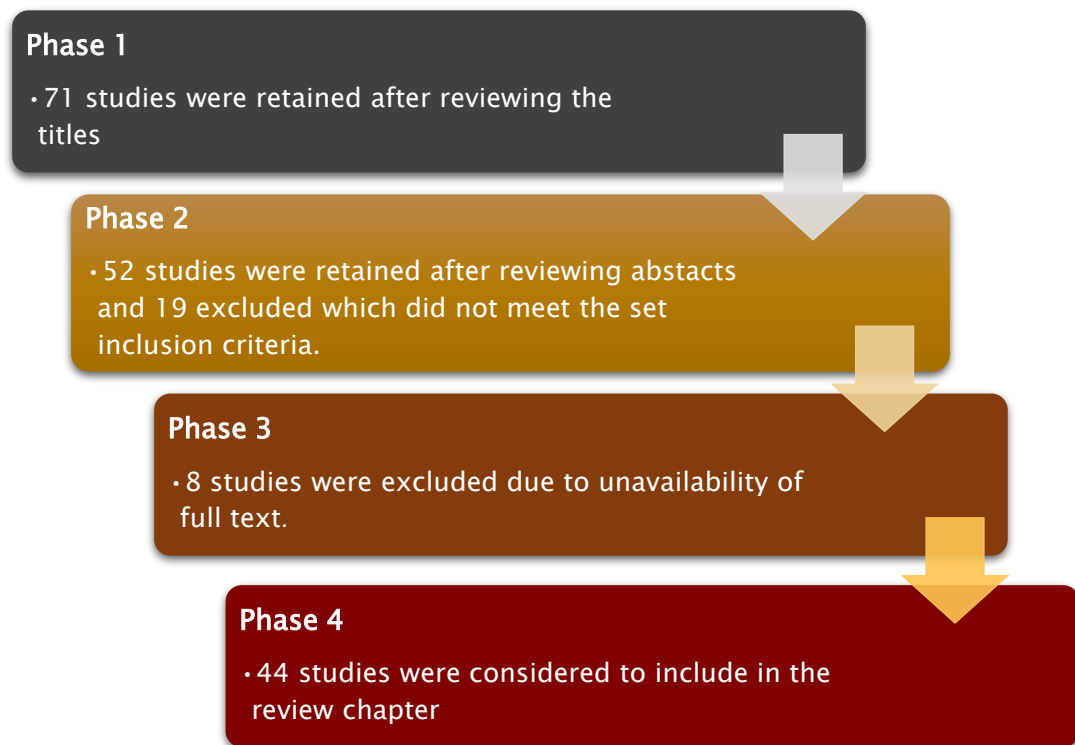 Phase 1
•71 studies were retained after reviewing the
titles
Phase 2
•52 studies were retained after reviewing abstacts
and 19 excluded which did not meet the set
inclusion criteria.
Phase 3
•8 studies were excluded due to unavailability of
full text.
Phase 4
•44 studies were considered to include in the
review chapter